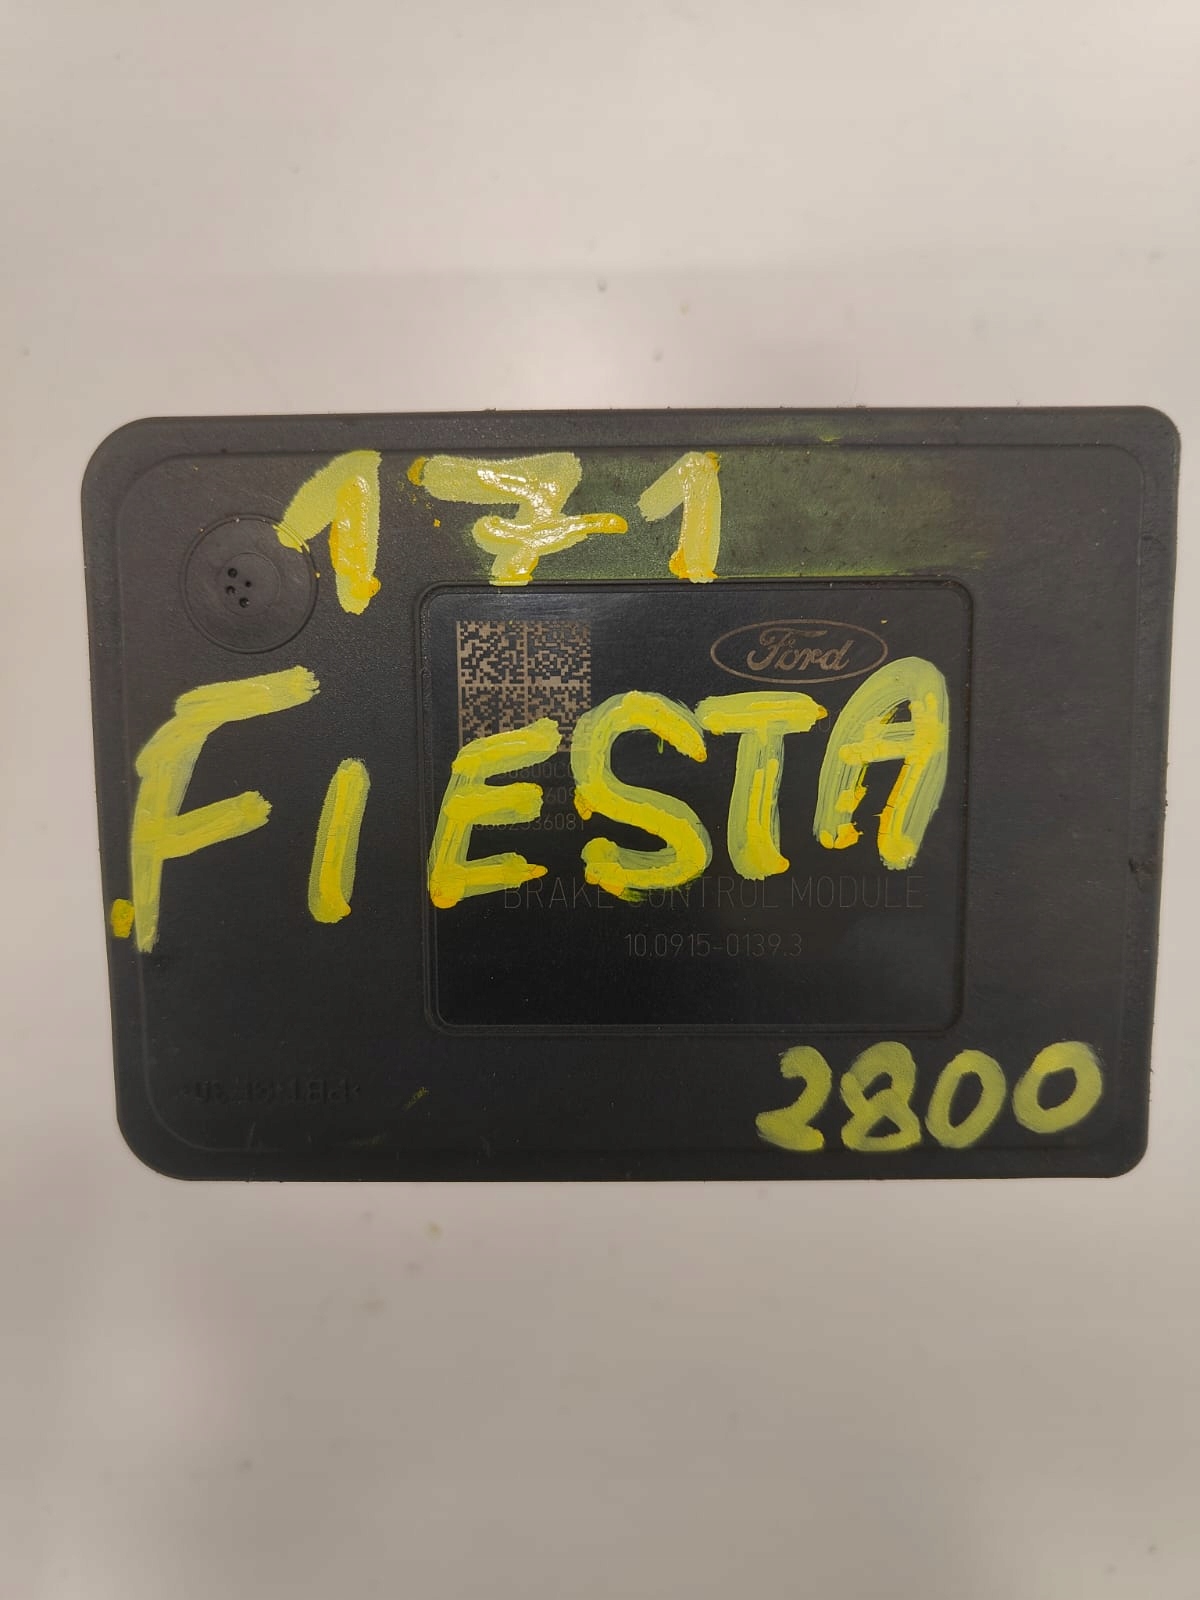 171
Ford
FIESTA
BRAKE CONTROL MODULE
10.0915-0139.3
2800